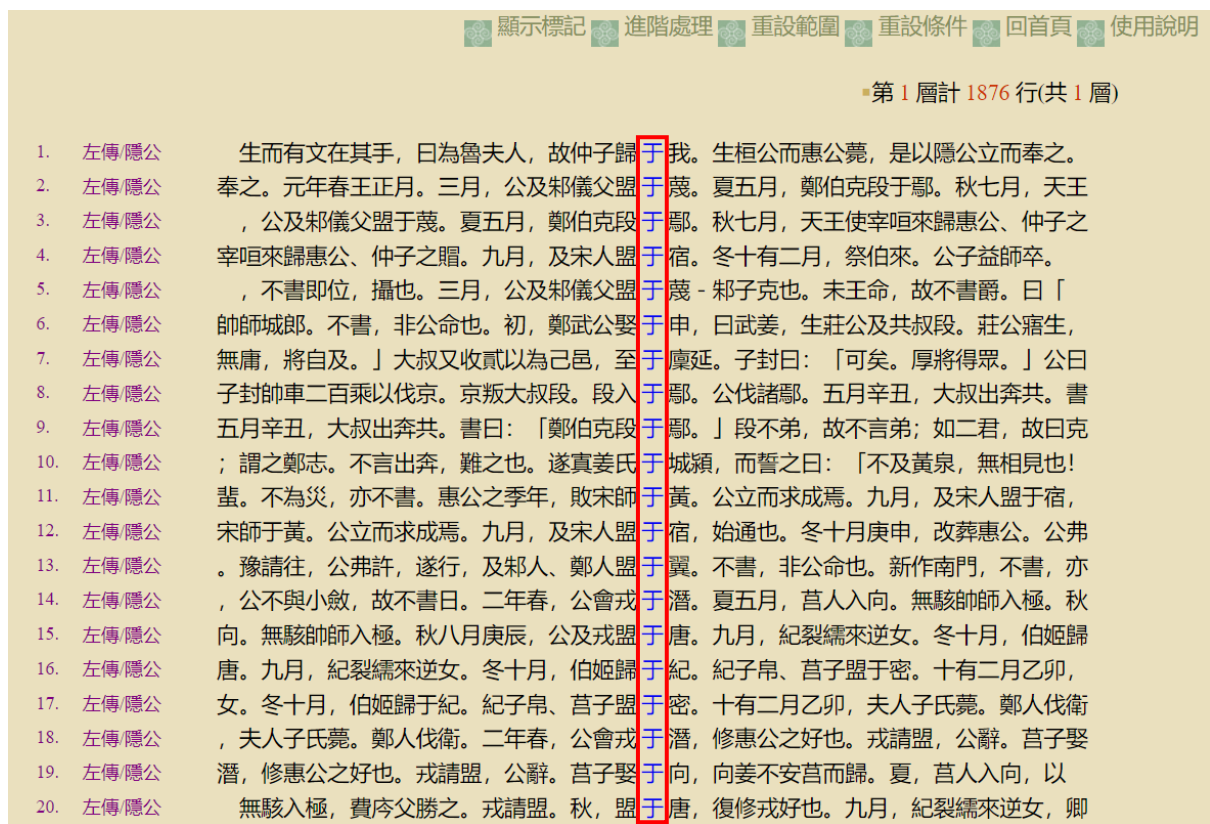 顯示標記 進階處理 重設範圍 重設條件 回首頁 使用說明
▪第 1 層計 1876 行(共 1 層)
1. 左傳/隱公 生而有文在其手，曰為魯夫人，故仲子歸于我。生桓公而惠公薨，是以隱公立而奉之。
2. 左傳/隱公 奉之。元年春王正月。三月，公及邾儀父盟于蔑。夏五月，鄭伯克段于鄢。秋七月，天王
3. 左傳/隱公 ，公及邾儀父盟于蔑。夏五月，鄭伯克段于鄢。秋七月，天王使宰咺來歸惠公、仲子之
4. 左傳/隱公 宰咺來歸惠公、仲子之賵。九月，及宋人盟于宿。冬十有二月，祭伯來。公子益師卒。
5. 左傳/隱公 ，不書即位，攝也。三月，公及邾儀父盟于蔑﹣邾子克也。未王命，故不書爵。曰「
6. 左傳/隱公 帥師城郎。不書，非公命也。初，鄭武公娶于申，曰武姜，生莊公及共叔段。莊公寤生，
7. 左傳/隱公 無庸，將自及。」大叔又收貳以為己邑，至于廩延。子封曰：「可矣。厚將得眾。」公曰
8. 左傳/隱公 子封帥車二百乘以伐京。京叛大叔段。段入于鄢。公伐諸鄢。五月辛丑，大叔出奔共。書
9. 左傳/隱公 五月辛丑，大叔出奔共。書曰：「鄭伯克段于鄢。」段不弟，故不言弟；如二君，故曰克
10. 左傳/隱公 ；謂之鄭志。不言出奔，難之也。遂寘姜氏于城潁，而誓之曰：「不及黃泉，無相見也！
11. 左傳/隱公 蜚。不為災，亦不書。惠公之季年，敗宋師于黃。公立而求成焉。九月，及宋人盟于宿，
12. 左傳/隱公 宋師于黃。公立而求成焉。九月，及宋人盟于宿，始通也。冬十月庚申，改葬惠公。公弗
13. 左傳/隱公 。豫請往，公弗許，遂行，及邾人、鄭人盟于翼。不書，非公命也。新作南門，不書，亦
14. 左傳/隱公 ，公不與小斂，故不書日。二年春，公會戎于潛。夏五月，莒人入向。無駭帥師入極。秋
15. 左傳/隱公 向。無駭帥師入極。秋八月庚辰，公及戎盟于唐。九月，紀裂繻來逆女。冬十月，伯姬歸
16. 左傳/隱公 唐。九月，紀裂繻來逆女。冬十月，伯姬歸于紀。紀子帛、莒子盟于密。十有二月乙卯，
17. 左傳/隱公 女。冬十月，伯姬歸于紀。紀子帛、莒子盟于密。十有二月乙卯，夫人子氏薨。鄭人伐衛
18. 左傳/隱公 ，夫人子氏薨。鄭人伐衛。二年春，公會戎于潛，修惠公之好也。戎請盟，公辭。莒子娶
19. 左傳/隱公 潛，修惠公之好也。戎請盟，公辭。莒子娶于向，向姜不安莒而歸。夏，莒人入向，以
20. 左傳/隱公 無駭入極，費庈父勝之。戎請盟。秋，盟于唐，復修戎好也。九月，紀裂繻來逆女，卿